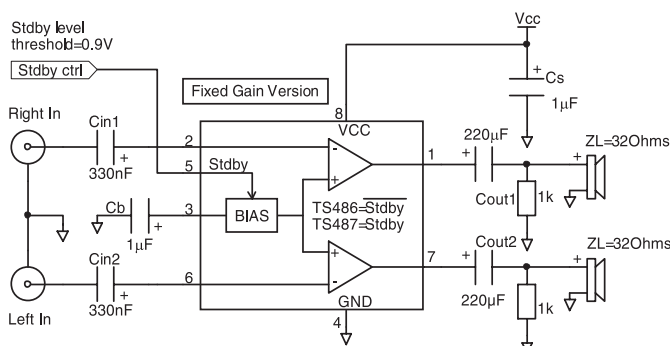 Stdby level
threshold=0.9V
Stdby ctrl
Fixed Gain Version
Vcc
+
Cs
1µF
Right In
Cin1
+
330nF
2
5
Stdby
8
VCC
-
+
1
220µF
+
Cout1
1k
+
ZL=32Ohms
Cb
+
1µF
3
BIAS
TS486=Stdby
TS487=Stdby
Cin2
+
330nF
Left In
6
+
-
GND
4
7
Cout2
+
220µF
1k
+
ZL=32Ohms